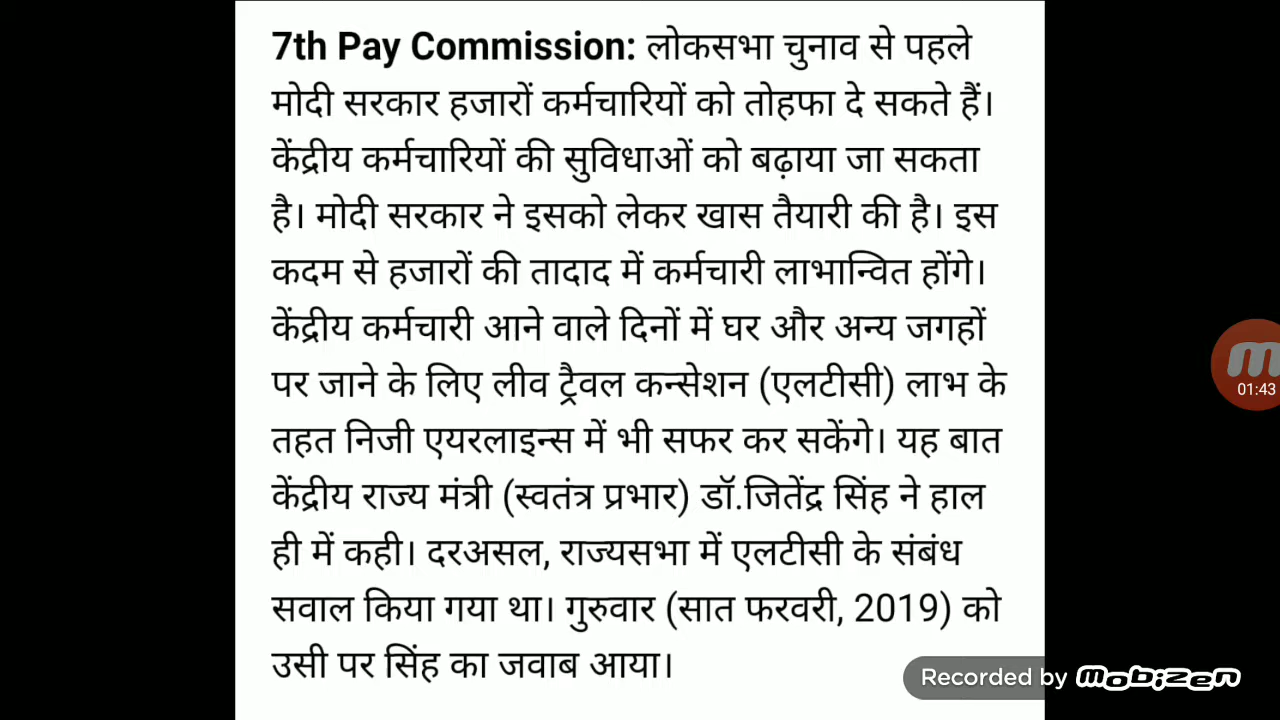 7th Pay Commission: लोकसभा चुनाव से पहले
मोदी सरकार हजारों कर्मचारियों को तोहफा दे सकते हैं।
केंद्रीय कर्मचारियों की सुविधाओं को बढ़ाया जा सकता
है। मोदी सरकार ने इसको लेकर खास तैयारी की है। इस
कदम से हजारों की तादाद में कर्मचारी लाभान्वित होंगे।
केंद्रीय कर्मचारी आने वाले दिनों में घर और अन्य जगहों
पर जाने के लिए लीव ट्रैवल कन्सेशन (एलटीसी) लाभ के
तहत निजी एयरलाइन्स में भी सफर कर सकेंगे। यह बात
केंद्रीय राज्य मंत्री (स्वतंत्र प्रभार) डॉ.जितेंद्र सिंह ने हाल
ही में कही। दरअसल, राज्यसभा में एलटीसी के संबंध
सवाल किया गया था। गुरुवार (सात फरवरी, 2019) को
उसी पर सिंह का जवाब आया।
01:43
Recorded by Mobizen